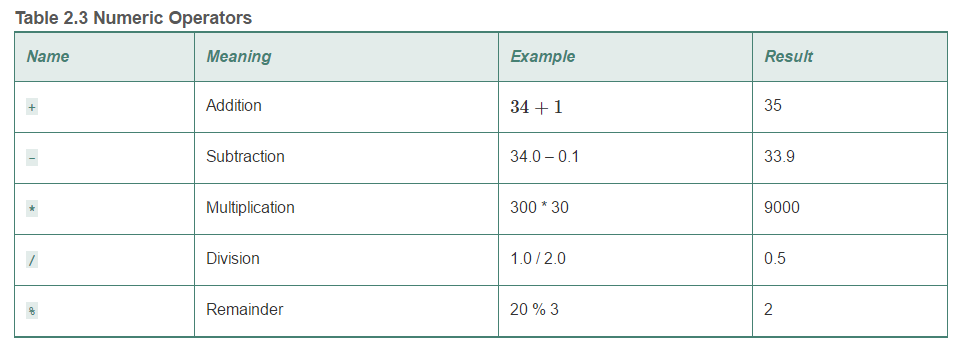 Table 2.3 Numeric Operators
Name Meaning Example Result
+ Addition 34 + 1 35
– Subtraction 34.0 – 0.1 33.9
* Multiplication 300 * 30 9000
/ Division 1.0 / 2.0 0.5
% Remainder 20 % 3 2